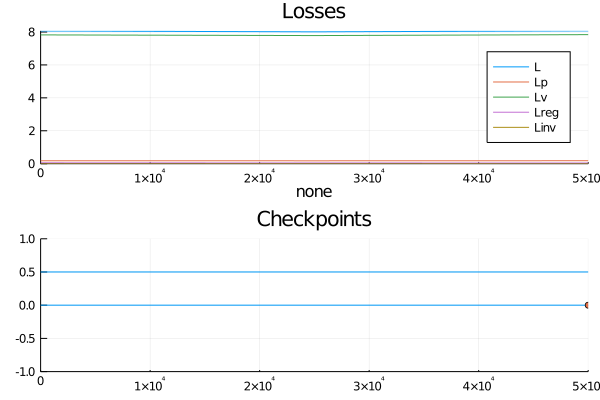 Losses
8
6
4
2
0
L
Lp
Lv
Lreg
Linv
0 1×10⁴ 2×10⁴ 3×10⁴ 4×10⁴ 5×10
none
Checkpoints
1.0
0.5
0.0
-0.5
-1.0
0 1×10⁴ 2×10⁴ 3×10⁴ 4×10⁴ 5×10